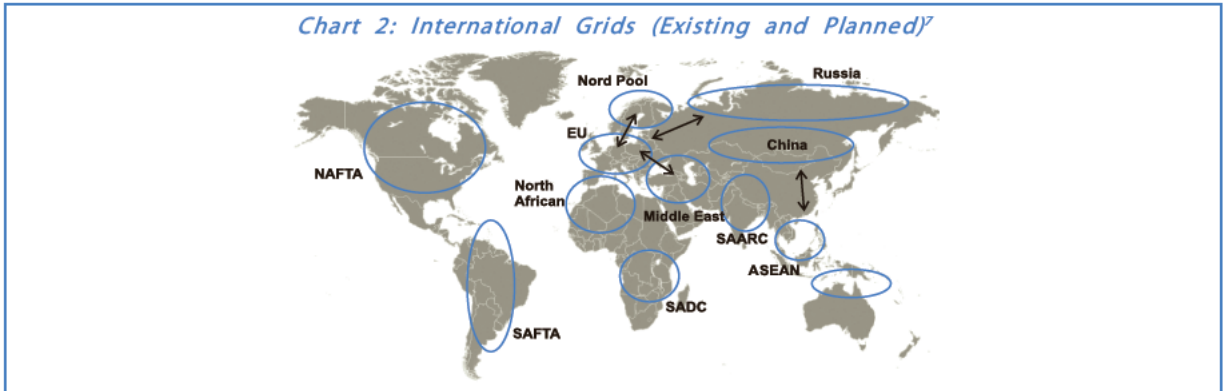 Chart 2: International Grids (Existing and Planned)⁷
Russia
Nord Pool
EU
China
NAFTA
North
African
Middle East
SAARC
ASEAN
SADC
SAFTA